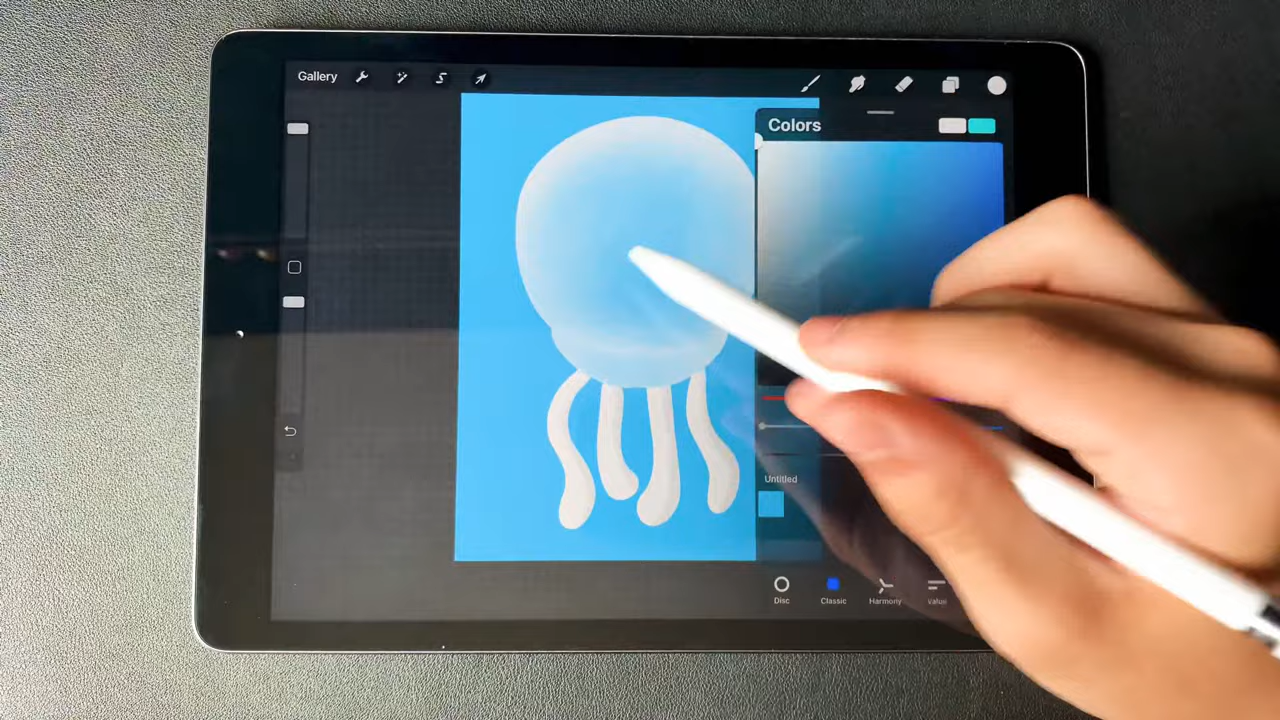 Gallery
Colors
Untitled
Disc
Classic
Harmony
Value